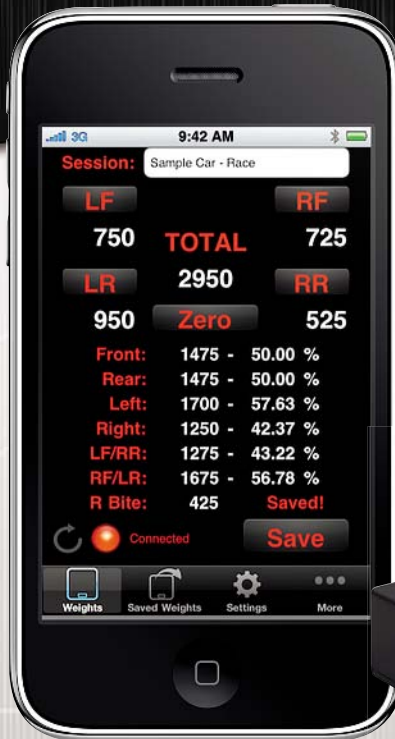 3G 9:42 AM
Session: Sample Car - Race
LF RF
750 TOTAL 725
LR 2950 RR
950 Zero 525
Front: 1475 - 50.00 %
Rear: 1475 - 50.00 %
Left: 1700 - 57.63 %
Right: 1250 - 42.37 %
LF/RR: 1275 - 43.22 %
RF/LR: 1675 - 56.78 %
R Bite: 425 Saved!
Connected Save
Weights Saved Weights Settings More